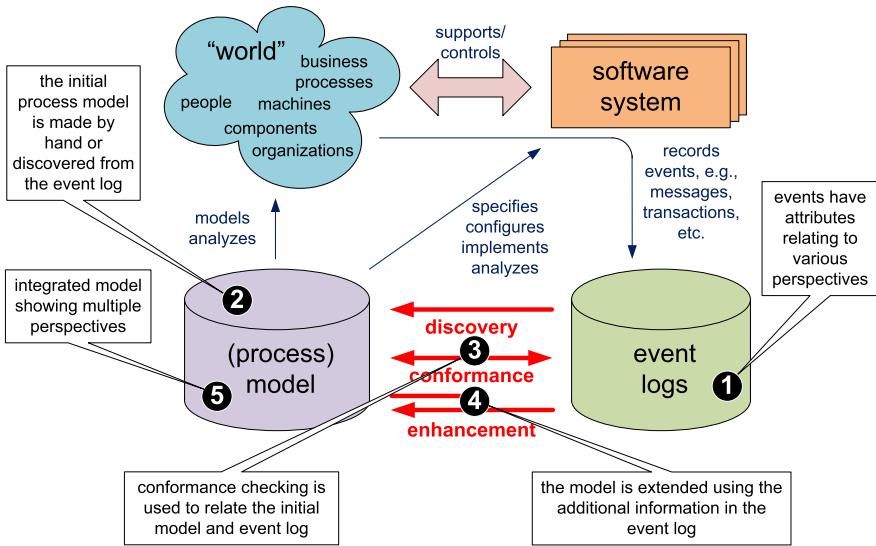 “world”
business
processes
people
machines
components
organizations
supports/
controls
software
system
the initial
process model
is made by
hand or
discovered from
the event log
records
events, e.g.,
messages,
transactions,
etc.
events have
attributes
relating to
various
perspectives
models
analyzes
specifies
configures
implements
analyzes
integrated model
showing multiple
perspectives
2
(process)
model
5
discovery
3
conformance
4
enhancement
event
logs
1
conformance checking is
used to relate the initial
model and event log
the model is extended using the
additional information in the
event log